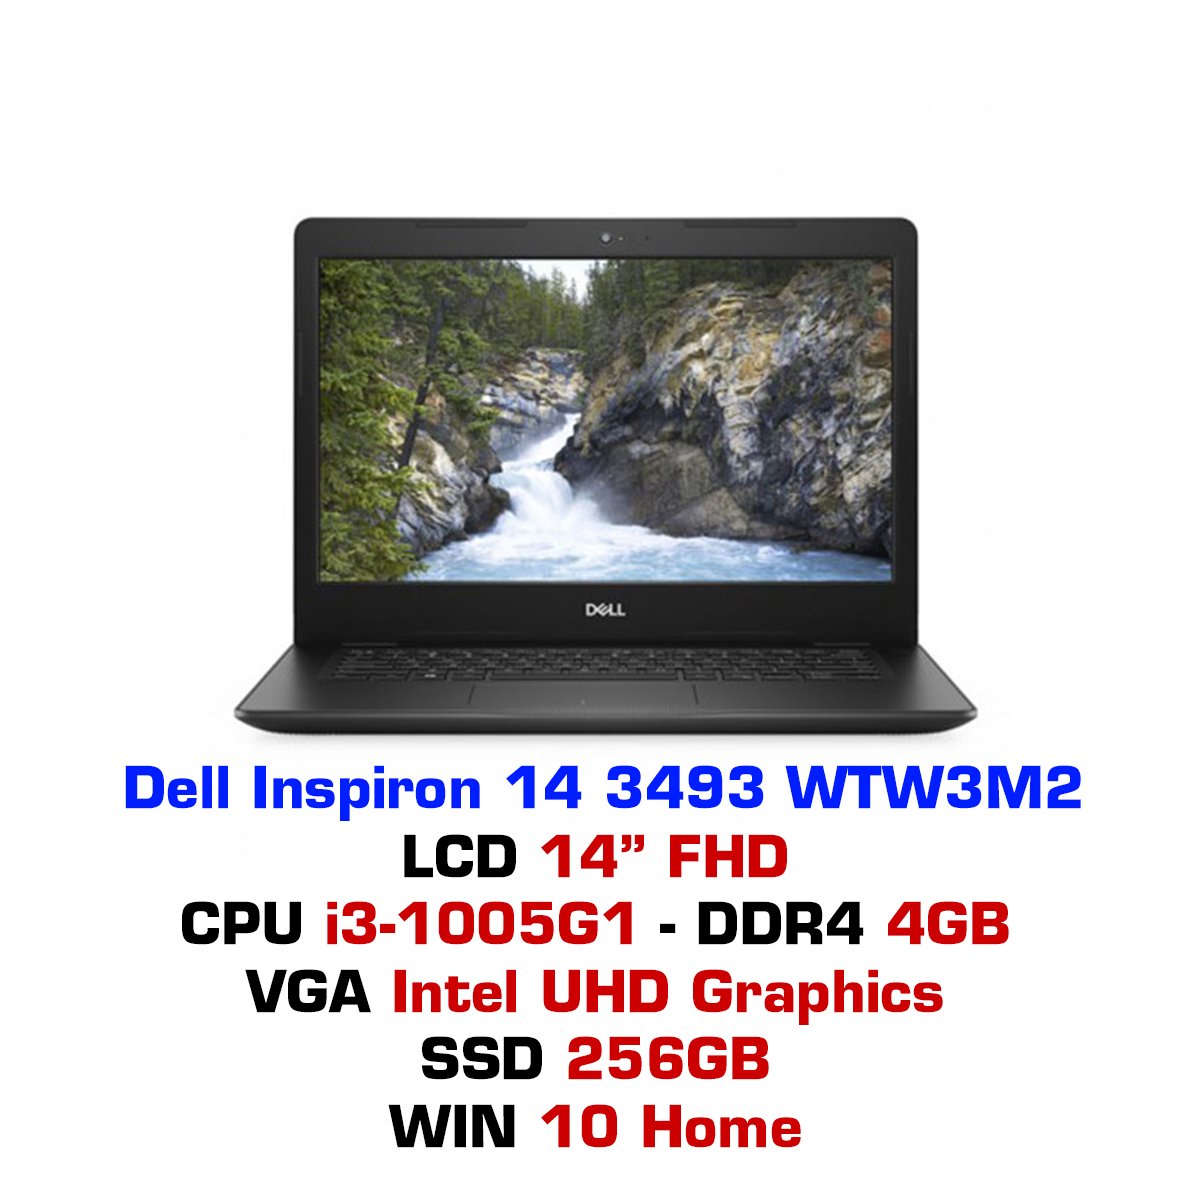 DELL
Dell Inspiron 14 3493 WTW3M2
LCD 14” FHD
CPU i3-1005G1 - DDR4 4GB
VGA Intel UHD Graphics
SSD 256GB
WIN 10 Home